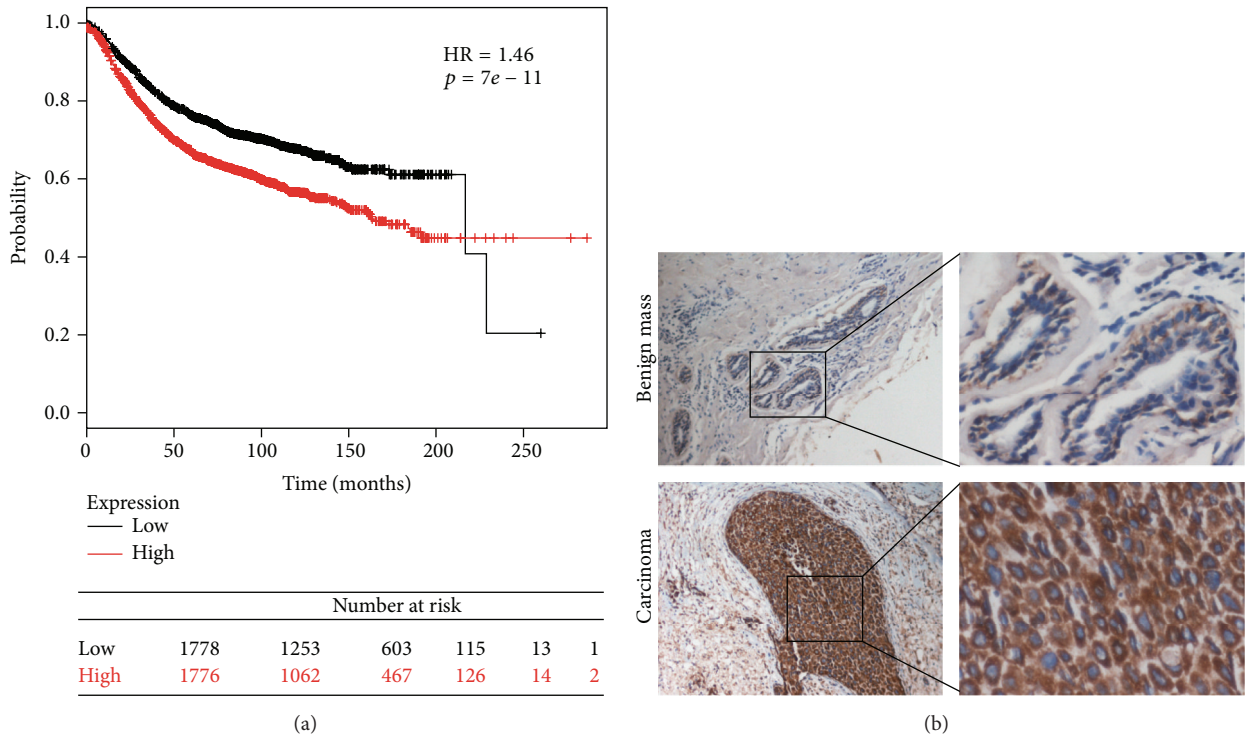 1.0
0.8
0.6
0.4
0.2
0.0
Probability
HR = 1.46
p = 7e − 11
0 50 100 150 200 250
Time (months)
Expression
Low
High
Number at risk
Low 1778 1253 603 115 13 1
High 1776 1062 467 126 14 2
(a)
Benign mass
Carcinoma
(b)